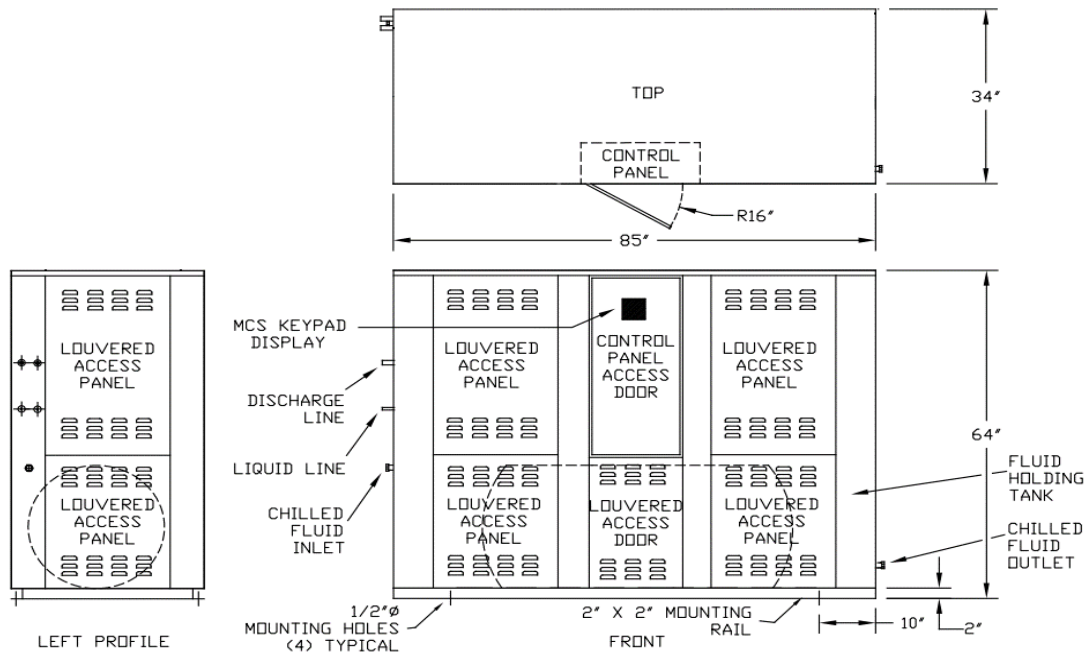 TOP
34"
CONTROL
PANEL
R16"
85"
MCS KEYPAD
DISPLAY
DISCHARGE
LINE
LIQUID LINE
CHILLED
FLUID
INLET
LOUVERED
ACCESS
PANEL
LOUVERED
ACCESS
PANEL
LOUVERED
ACCESS
PANEL
CONTROL
PANEL
ACCESS
DOOR
LOUVERED
ACCESS
PANEL
64"
LOUVERED
ACCESS
PANEL
LOUVERED
ACCESS
DOOR
LOUVERED
ACCESS
PANEL
FLUID
HOLDING
TANK
CHILLED
FLUID
OUTLET
1/2"Ø
MOUNTING HOLES
(4) TYPICAL
2" X 2" MOUNTING
RAIL
10"
2"
LEFT PROFILE
FRONT